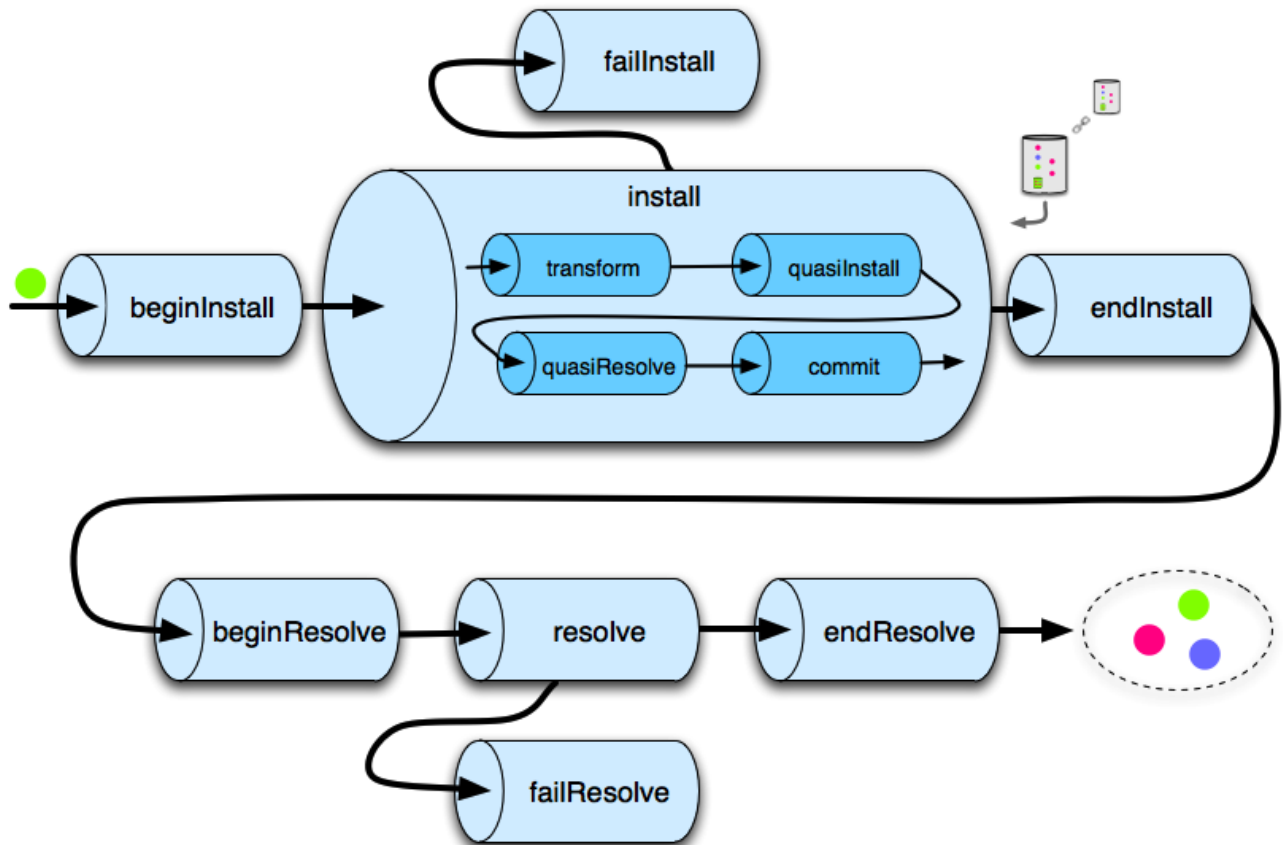 failInstall
install
transform
quasiInstall
beginInstall
endInstall
quasiResolve
commit
beginResolve
resolve
endResolve
failResolve